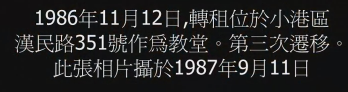 1986年11月12日,轉租位於小港區
漢民路351號作爲教堂。第三次遷移。
此張相片攝於1987年9月11日